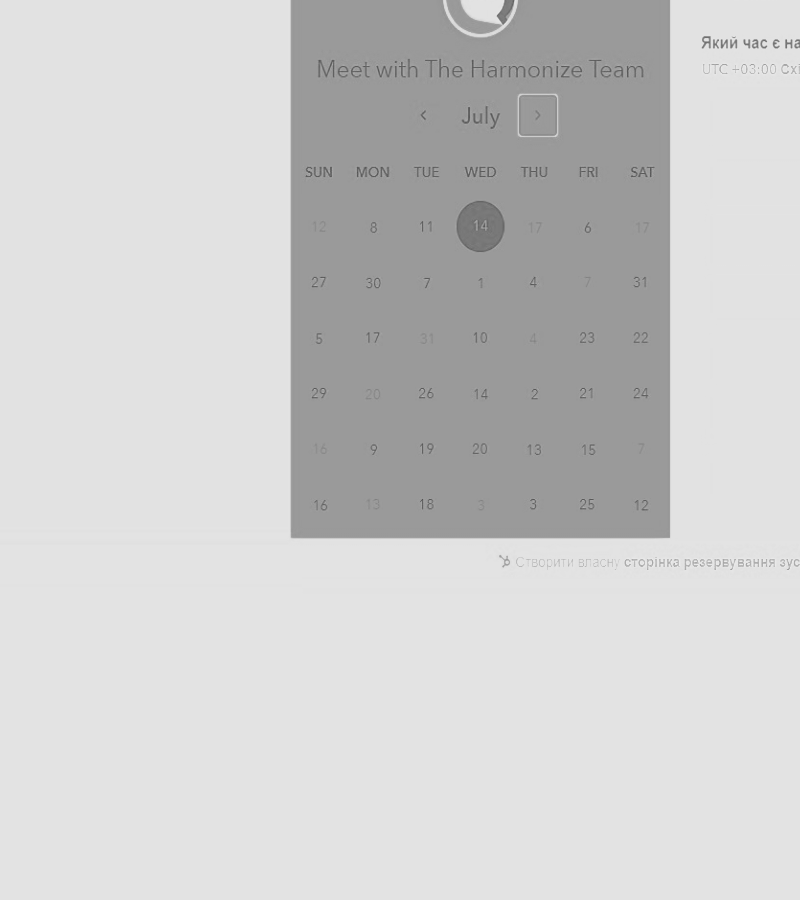 Який час є на
Meet with The Harmonize Team
UTC +03:00 Схі
July
SUN MON TUE WED THU FRI SAT
12 8 11 14 17 6 17
27 30 7 1 4 7 31
5 17 31 10 4 23 22
29 20 26 14 2 21 24
16 9 19 20 13 15 7
16 13 18 3 3 25 12
Створити власну сторінка резервування зус